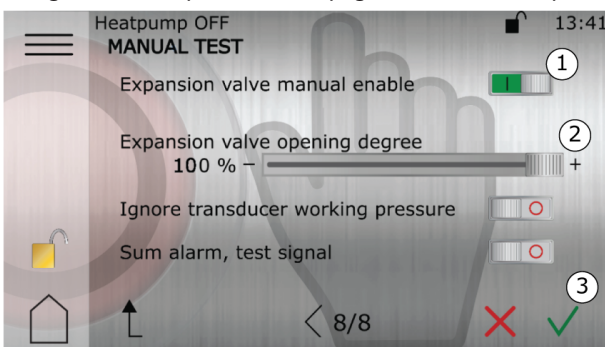 Heatpump OFF
13:41
MANUAL TEST
1
Expansion valve manual enable
Expansion valve opening degree
2
100 % − +
Ignore transducer working pressure
Sum alarm, test signal
3
8/8